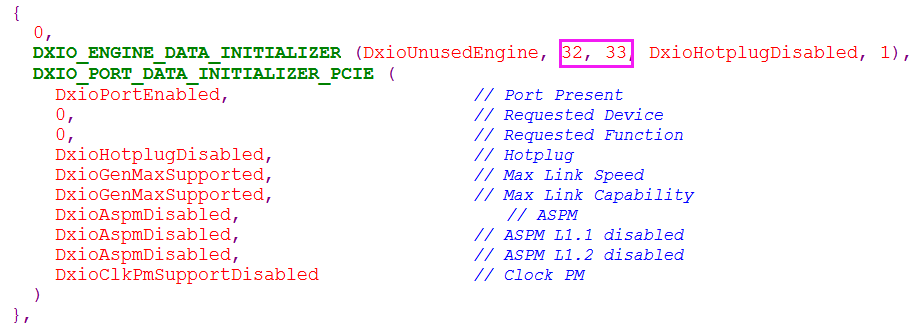 {
0,
DXIO_ENGINE_DATA_INITIALIZER (DxioUnusedEngine, 32, 33, DxioHotplugDisabled, 1),
DXIO_PORT_DATA_INITIALIZER_PCIE (
DxioPortEnabled, // Port Present
0, // Requested Device
0, // Requested Function
DxioHotplugDisabled, // Hotplug
DxioGenMaxSupported, // Max Link Speed
DxioGenMaxSupported, // Max Link Capability
DxioAspmDisabled, // ASPM
DxioAspmDisabled, // ASPM L1.1 disabled
DxioAspmDisabled, // ASPM L1.2 disabled
DxioClkPmSupportDisabled // Clock PM
)
},